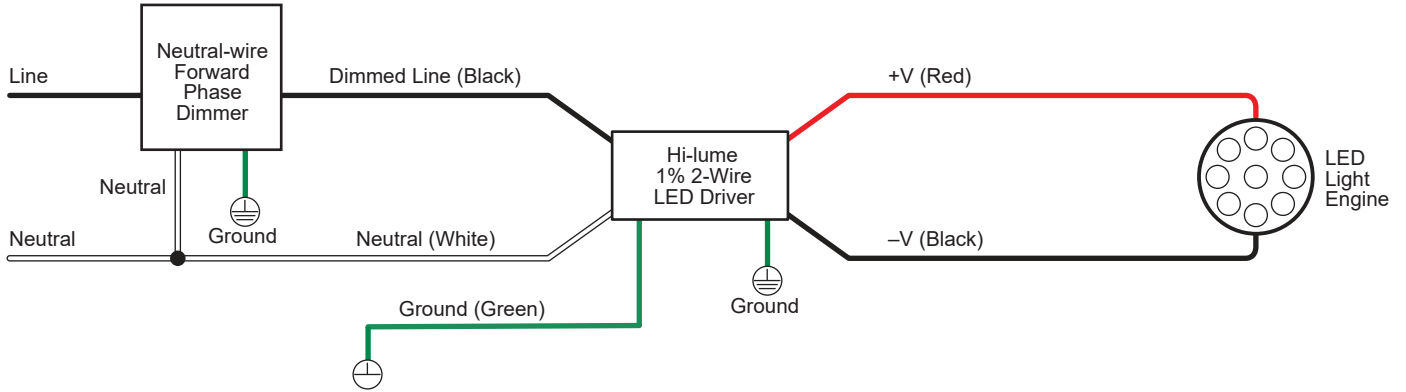 Line
Neutral-wire
Forward
Phase
Dimmer
Dimmed Line (Black)
+V (Red)
Hi-lume
1% 2-Wire
LED Driver
LED
Light
Engine
Neutral
Ground
Neutral
Neutral (White)
–V (Black)
Ground
Ground (Green)